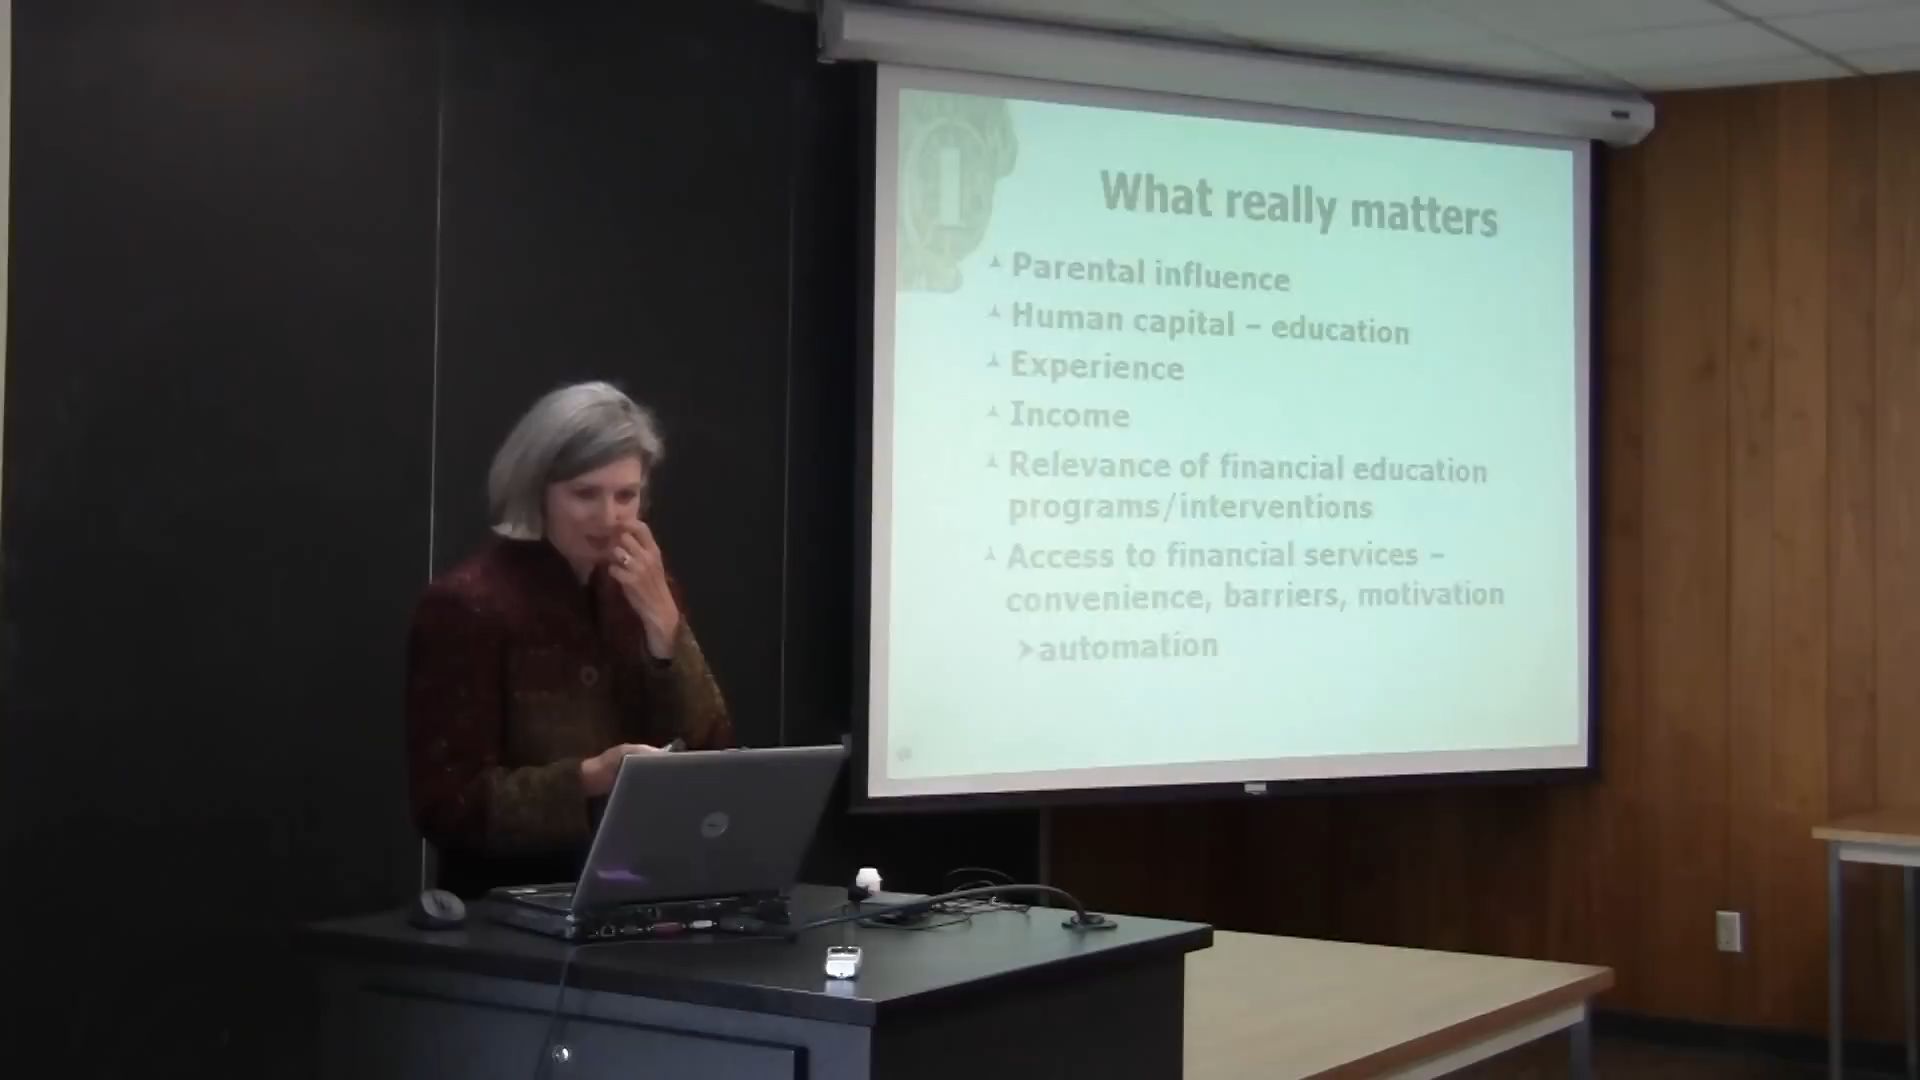 What really matters
Parental influence
Human capital – education
Experience
Income
Relevance of financial education
programs/interventions
Access to financial services –
convenience, barriers, motivation
automation